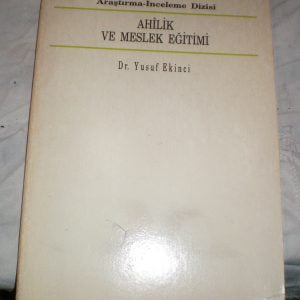 Araştırma-İnceleme Dizisi
AHİLİK
VE MESLEK EĞİTİMİ
Dr. Yusuf Ekinci